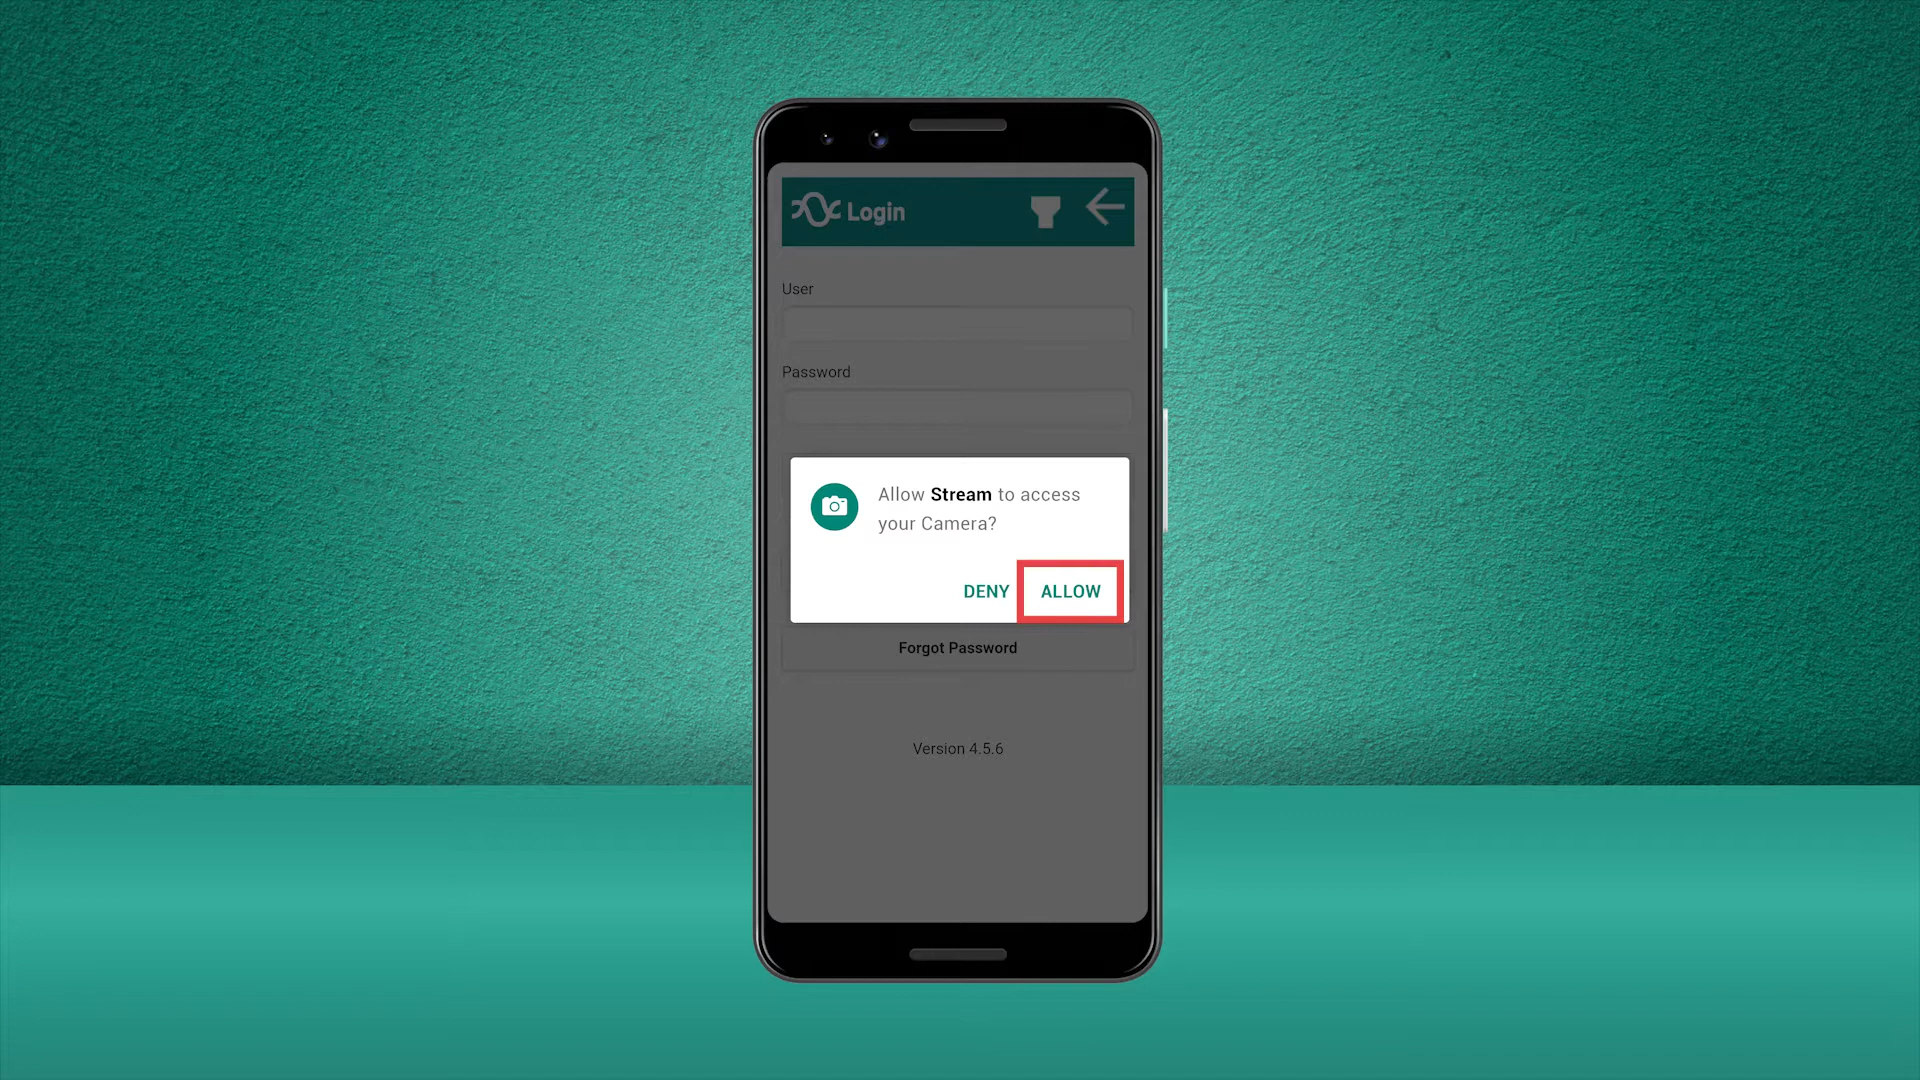 Login
User
Password
Allow Stream to access
your Camera?
DENY ALLOW
Forgot Password
Version 4.5.6